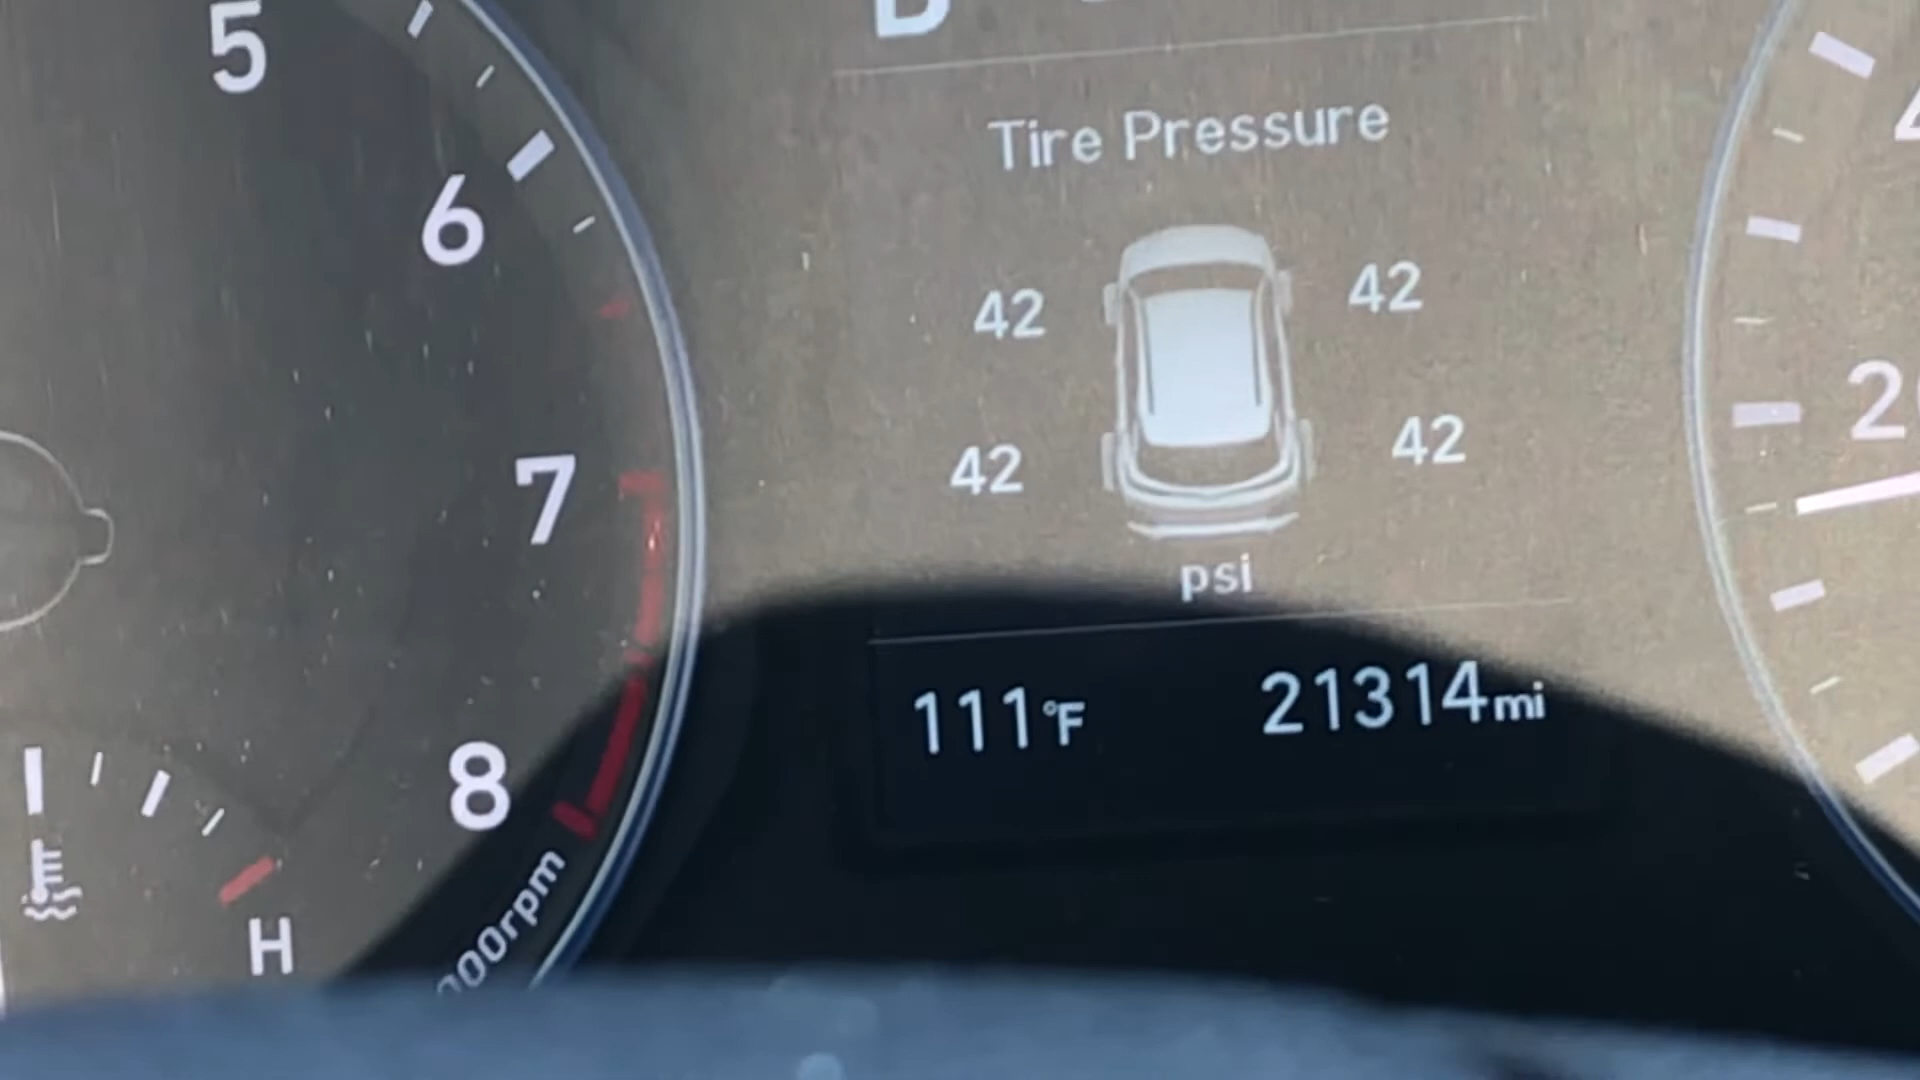 5
6
7
8
000rpm
H
Tire Pressure
42 42
42 42
psi
111°F 21314mi